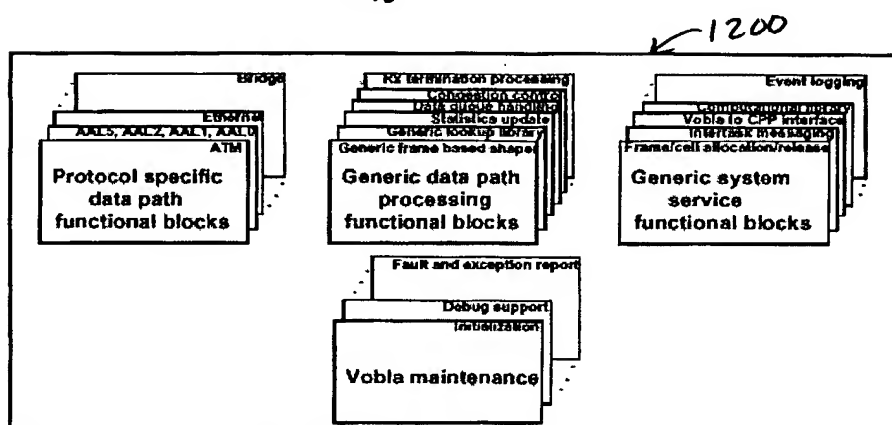 1200
Bridge
Ethernet
AAL5, AAL2, AAL1, AAL0
ATM
Protocol specific
data path
functional blocks
Rx termination processing
Congestion control
Data queue handling
Statistics update
Generic lookup library
Generic frame based shaper
Generic data path
processing
functional blocks
Event logging
Computational library
Vobla to CPP interface
Intertask messaging
Frame/cell allocation/release
Generic system
service
functional blocks
Fault and exception report
Debug support
Initialization
Vobla maintenance